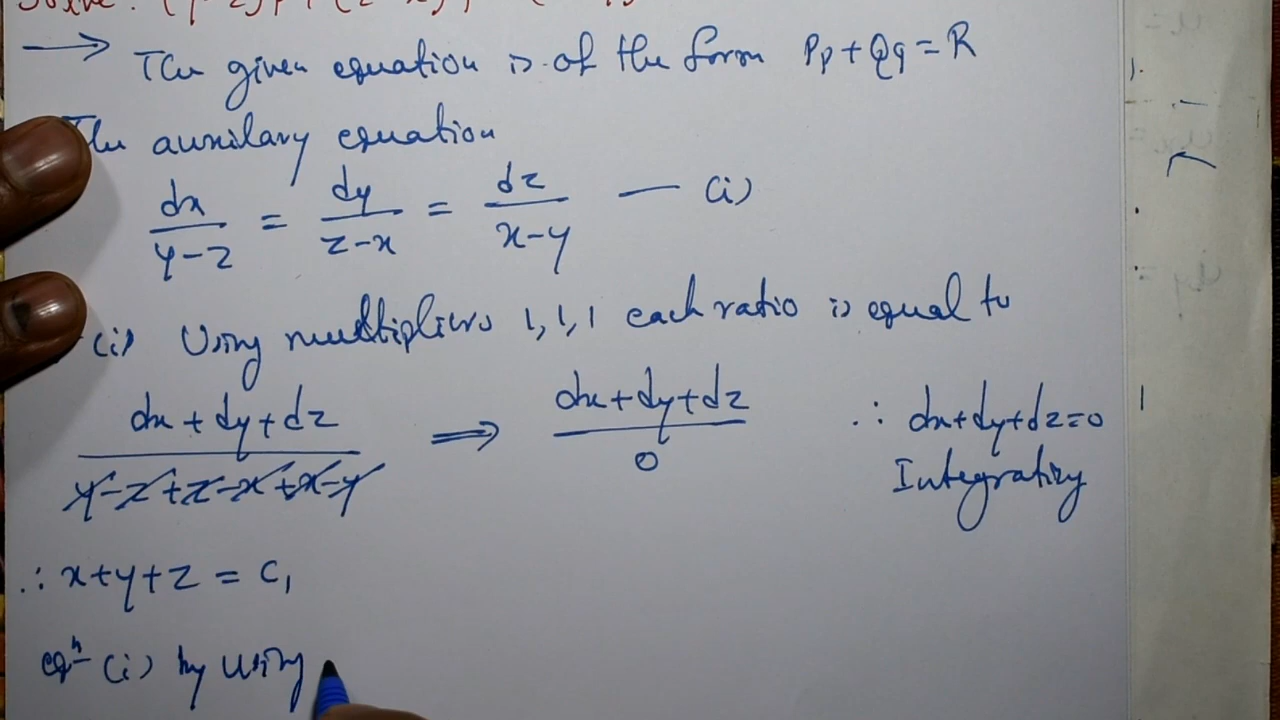 The given equation is of the form Pp + Qq = R
The auxilary equation
dx/y-z = dy/z-x = dz/x-y — (i)
(i) Using multipliers 1, 1, 1 each ratio is equal to
dx + dy + dz / y-z+z-x+x-y ⟹ dx + dy + dz / 0 ∴ dx+dy+dz=0
Integrating
∴ x+y+z = c₁
eqⁿ (i) by using